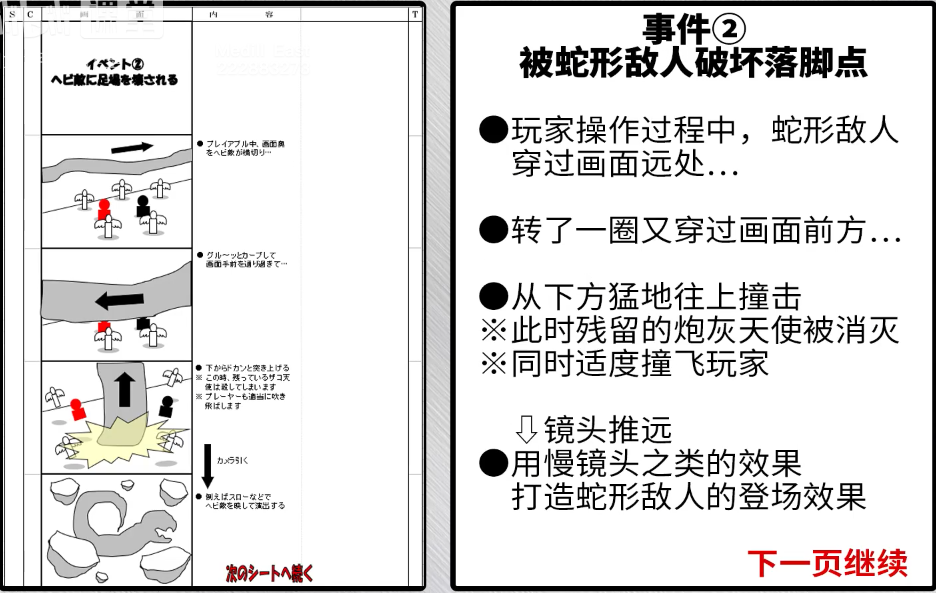 S C 画 面 内 容 T
イベント②
ヘビ敵に足場を壊される
● プレイアブル中、画面奥
をヘビ敵が横切り…
● グル～ッとカーブして
画面手前を通り過ぎて…
● 下からドカンと突き上げる
※ この時、残っているザコ天
使は殺してしまいます
※ プレーヤーも適当に吹き
飛ばします
カメラ引く
● 例えばスローなどで
ヘビ敵を映して演出する
次のシートへ続く
事件②
被蛇形敌人破坏落脚点
●玩家操作过程中，蛇形敌人
穿过画面远处…
●转了一圈又穿过画面前方…
●从下方猛地往上撞击
※此时残留的炮灰天使被消灭
※同时适度撞飞玩家
⇩镜头推远
●用慢镜头之类的效果
打造蛇形敌人的登场效果
下一页继续